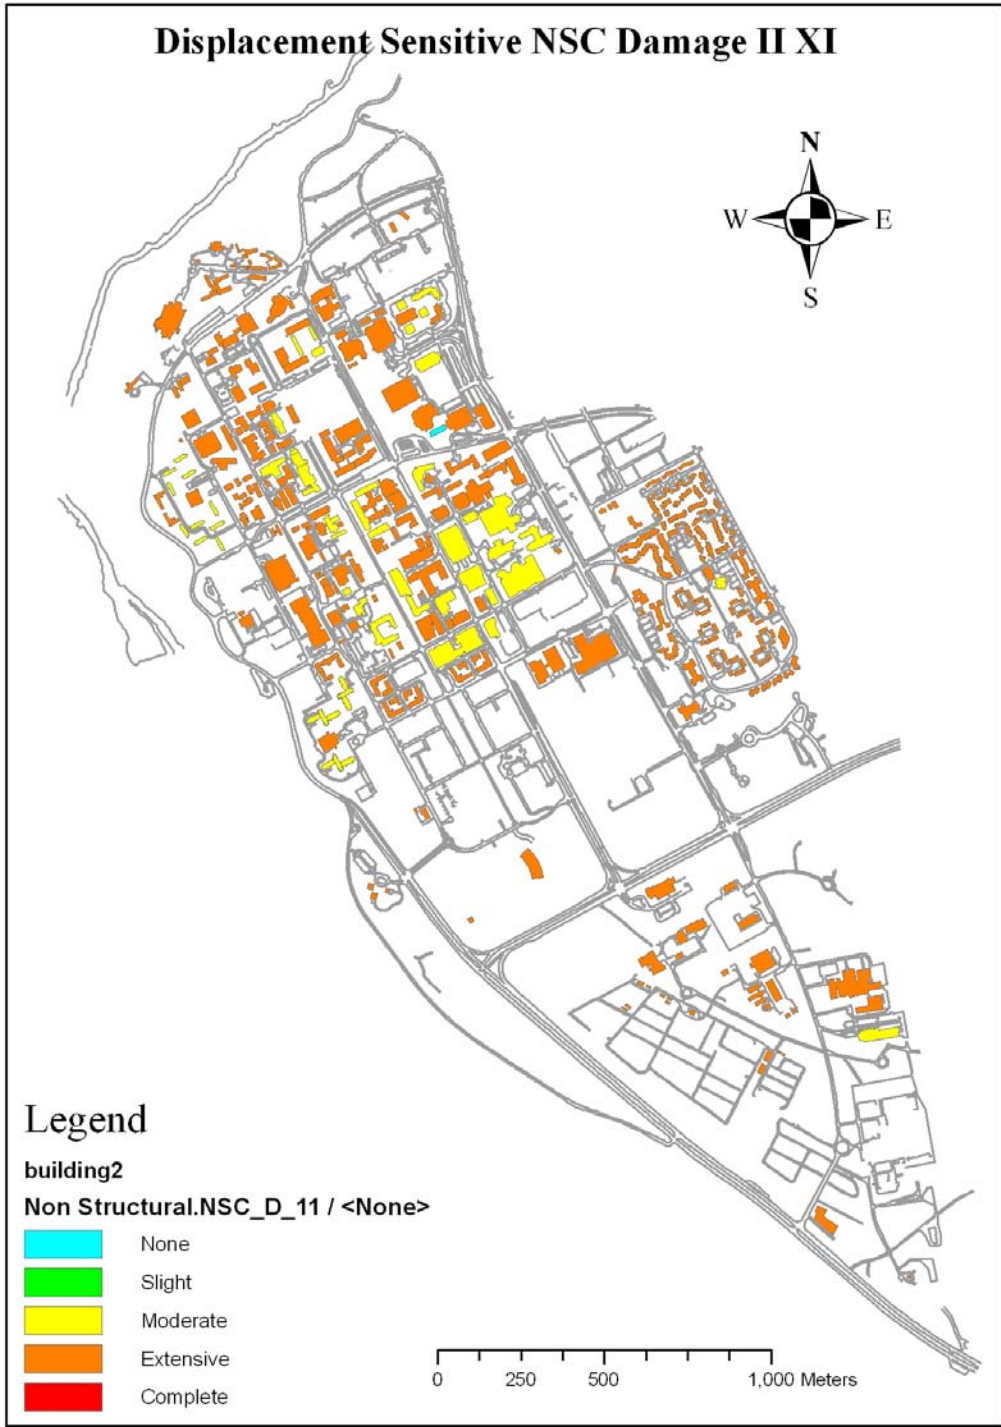 Displacement Sensitive NSC Damage II XI
N
W
E
S
Legend
building2
Non Structural.NSC_D_11 / <None>
None
Slight
Moderate
Extensive
Complete
0 250 500 1,000 Meters